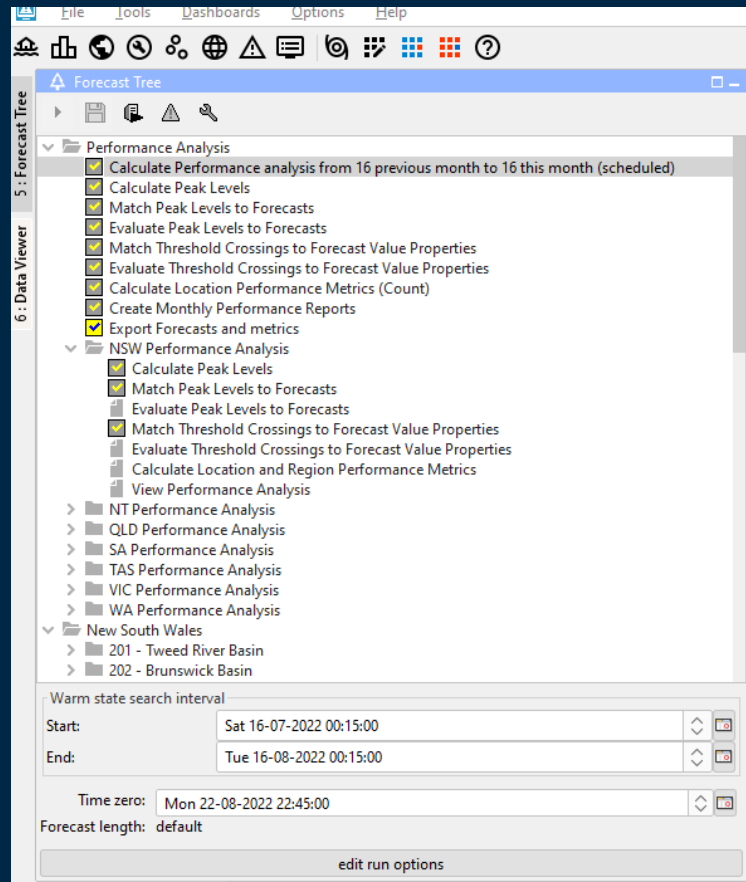 File Tools Dashboards Options Help
Forecast Tree
5 : Forecast Tree
6 : Data Viewer
Performance Analysis
Calculate Performance analysis from 16 previous month to 16 this month (scheduled)
Calculate Peak Levels
Match Peak Levels to Forecasts
Evaluate Peak Levels to Forecasts
Match Threshold Crossings to Forecast Value Properties
Evaluate Threshold Crossings to Forecast Value Properties
Calculate Location Performance Metrics (Count)
Create Monthly Performance Reports
Export Forecasts and metrics
NSW Performance Analysis
Calculate Peak Levels
Match Peak Levels to Forecasts
Evaluate Peak Levels to Forecasts
Match Threshold Crossings to Forecast Value Properties
Evaluate Threshold Crossings to Forecast Value Properties
Calculate Location and Region Performance Metrics
View Performance Analysis
NT Performance Analysis
QLD Performance Analysis
SA Performance Analysis
TAS Performance Analysis
VIC Performance Analysis
WA Performance Analysis
New South Wales
201 - Tweed River Basin
202 - Brunswick Basin
Warm state search interval
Start: Sat 16-07-2022 00:15:00
End: Tue 16-08-2022 00:15:00
Time zero: Mon 22-08-2022 22:45:00
Forecast length: default
edit run options